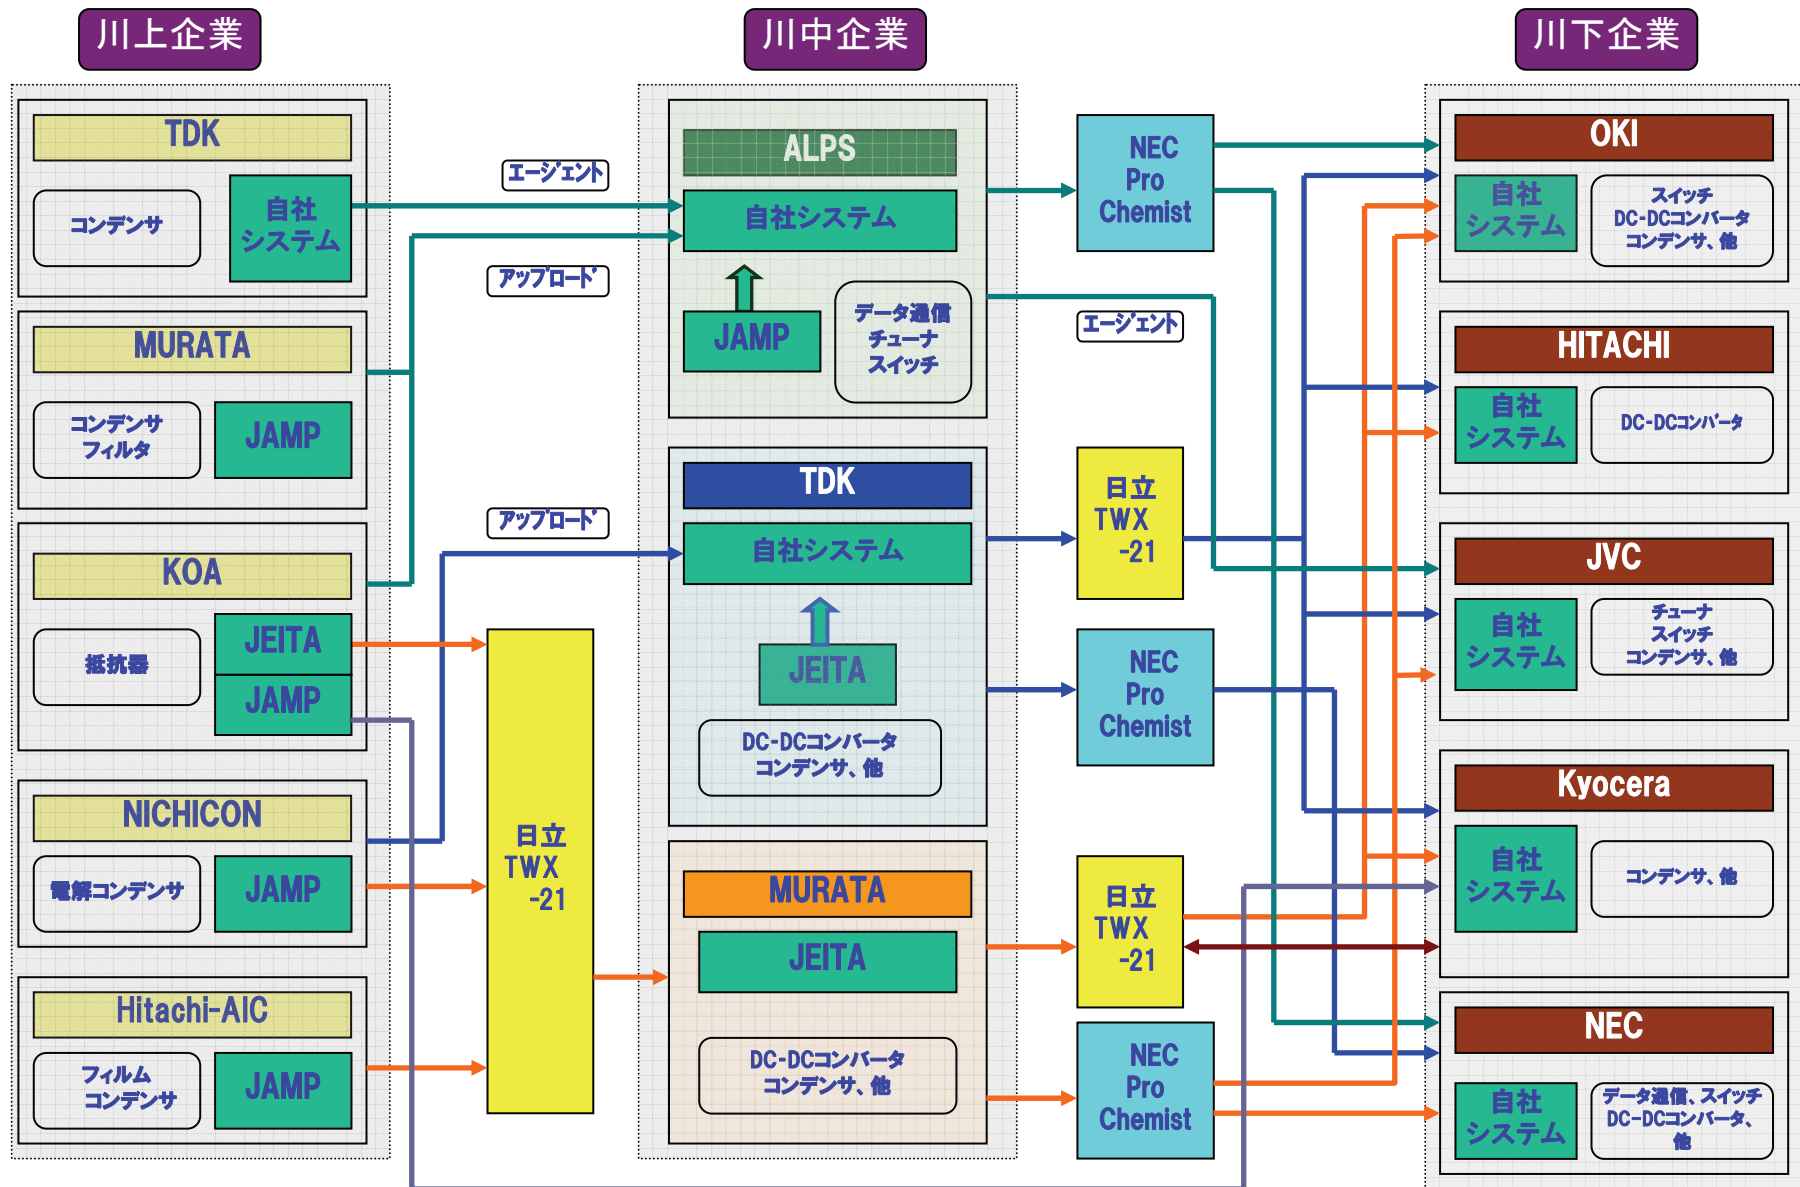 川上企業
川中企業
川下企業
TDK
コンデンサ
自社
システム
MURATA
コンデンサ
フィルタ
JAMP
KOA
抵抗器
JEITA
JAMP
NICHICON
電解コンデンサ
JAMP
Hitachi-AIC
フィルム
コンデンサ
JAMP
エージェント
アップロード
アップロード
日立
TWX
-21
ALPS
自社システム
JAMP
データ通信
チューナ
スイッチ
TDK
自社システム
JEITA
DC-DCコンバータ
コンデンサ、他
MURATA
JEITA
DC-DCコンバータ
コンデンサ、他
NEC
Pro
Chemist
エージェント
日立
TWX
-21
NEC
Pro
Chemist
日立
TWX
-21
NEC
Pro
Chemist
OKI
自社
システム
スイッチ
DC-DCコンバータ
コンデンサ、他
HITACHI
自社
システム
DC-DCコンバータ
JVC
自社
システム
チューナ
スイッチ
コンデンサ、他
Kyocera
自社
システム
コンデンサ、他
NEC
自社
システム
データ通信、スイッチ
DC-DCコンバータ、
他